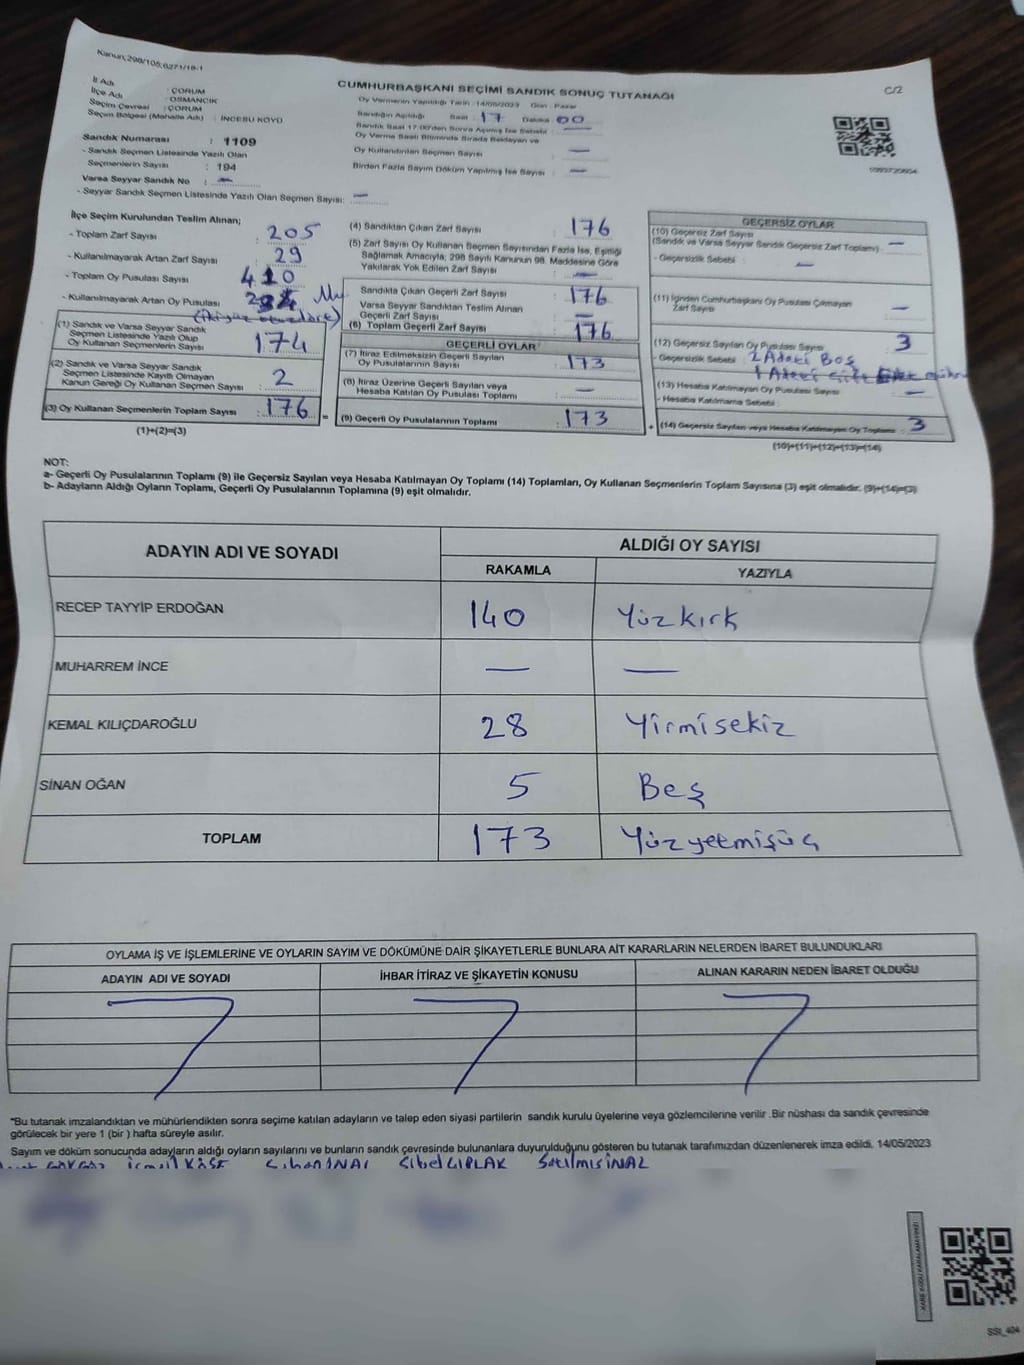 Kanun;298/105;6271/18-1
C/2
İl Adı : ÇORUM
İlçe Adı : OSMANCIK
Seçim Çevresi : ÇORUM
Seçim Bölgesi (Mahalle Adı) : İNCESU KÖYÜ
Sandık Numarası : 1109
- Sandık Seçmen Listesinde Yazılı Olan
Seçmenlerin Sayısı : 194
Varsa Seyyar Sandık No : —
- Seyyar Sandık Seçmen Listesinde Yazılı Olan Seçmen Sayısı: —
CUMHURBAŞKANI SEÇİMİ SANDIK SONUÇ TUTANAĞI
Oy Vermenin Yapıldığı Tarih : 14/05/2023 Gün : Pazar
Sandığın Açıldığı Saat : 17 Dakika 00
Sandık Saat 17:00'den Sonra Açılmış İse Sebebi : —
Oy Verme Saati Bitiminde Sırada Bekleyen ve
Oy Kullandırılan Seçmen Sayısı —
Birden Fazla Sayım Döküm Yapılmış İse Sayısı : —
İlçe Seçim Kurulundan Teslim Alınan;
- Toplam Zarf Sayısı : 205
- Kullanılmayarak Artan Zarf Sayısı : 29
- Toplam Oy Pusulası Sayısı : 410
- Kullanılmayarak Artan Oy Pusulası : 234
(1) Sandık ve Varsa Seyyar Sandık
Seçmen Listesinde Yazılı Olup
Oy Kullanan Seçmenlerin Sayısı : 174
(2) Sandık ve Varsa Seyyar Sandık
Seçmen Listesinde Kayıtlı Olmayan
Kanun Gereği Oy Kullanan Seçmen Sayısı : 2
(3) Oy Kullanan Seçmenlerin Toplam Sayısı : 176 =
(1)+(2)=(3)
(4) Sandıktan Çıkan Zarf Sayısı : 176
(5) Zarf Sayısı Oy Kullanan Seçmen Sayısından Fazla İse, Eşitliği
Sağlamak Amacıyla; 298 Sayılı Kanunun 98. Maddesine Göre
Yakılarak Yok Edilen Zarf Sayısı : —
Sandıkta Çıkan Geçerli Zarf Sayısı : 176
Varsa Seyyar Sandıktan Teslim Alınan
Geçerli Zarf Sayısı : —
(6) Toplam Geçerli Zarf Sayısı : 176
GEÇERLİ OYLAR
(7) İtiraz Edilmeksizin Geçerli Sayılan
Oy Pusulalarının Sayısı : 173
(8) İtiraz Üzerine Geçerli Sayılan veya
Hesaba Katılan Oy Pusulası Toplamı : —
(9) Geçerli Oy Pusulalarının Toplamı : 173 +
GEÇERSİZ OYLAR
(10) Geçersiz Zarf Sayısı
(Sandık ve Varsa Seyyar Sandık Geçersiz Zarf Toplamı) : —
- Geçersizlik Sebebi : —
(11) İçinden Cumhurbaşkanı Oy Pusulası Çıkmayan
Zarf Sayısı : —
(12) Geçersiz Sayılan Oy Pusulası Sayısı : 3
- Geçersizlik Sebebi : 2 Adeti Boş
1 Adeti Çift
(13) Hesaba Katılmayan Oy Pusulası Sayısı : —
- Hesaba Katılmama Sebebi :
(14) Geçersiz Sayılan veya Hesaba Katılmayan Oy Toplamı : 3
(10)+(11)+(12)+(13)=(14)
NOT:
a- Geçerli Oy Pusulalarının Toplamı (9) ile Geçersiz Sayılan veya Hesaba Katılmayan Oy Toplamı (14) Toplamları, Oy Kullanan Seçmenlerin Toplam Sayısına (3) eşit olmalıdır. (9)+(14)=(3)
b- Adayların Aldığı Oyların Toplamı, Geçerli Oy Pusulalarının Toplamına (9) eşit olmalıdır.
ADAYIN ADI VE SOYADI ALDIĞI OY SAYISI
RAKAMLA YAZIYLA
RECEP TAYYİP ERDOĞAN 140 Yüzkırk
MUHARREM İNCE — —
KEMAL KILIÇDAROĞLU 28 Yirmisekiz
SİNAN OĞAN 5 Beş
TOPLAM 173 Yüzyetmişüç
OYLAMA İŞ VE İŞLEMLERİNE VE OYLARIN SAYIM VE DÖKÜMÜNE DAİR ŞİKAYETLERLE BUNLARA AİT KARARLARIN NELERDEN İBARET BULUNDUKLARI
ADAYIN ADI VE SOYADI İHBAR İTİRAZ VE ŞİKAYETİN KONUSU ALINAN KARARIN NEDEN İBARET OLDUĞU
*Bu tutanak imzalandıktan ve mühürlendikten sonra seçime katılan adayların ve talep eden siyasi partilerin sandık kurulu üyelerine veya gözlemcilerine verilir .Bir nüshası da sandık çevresinde
görülecek bir yere 1 (bir ) hafta süreyle asılır.
Sayım ve döküm sonucunda adayların aldığı oyların sayılarını ve bunların sandık çevresinde bulunanlara duyurulduğunu gösteren bu tutanak tarafımızdan düzenlenerek imza edildi. 14/05/2023
İsmail KÖSE Cihan İNAL Sibel ÇIPLAK Satılmış İNAL
SSt_404